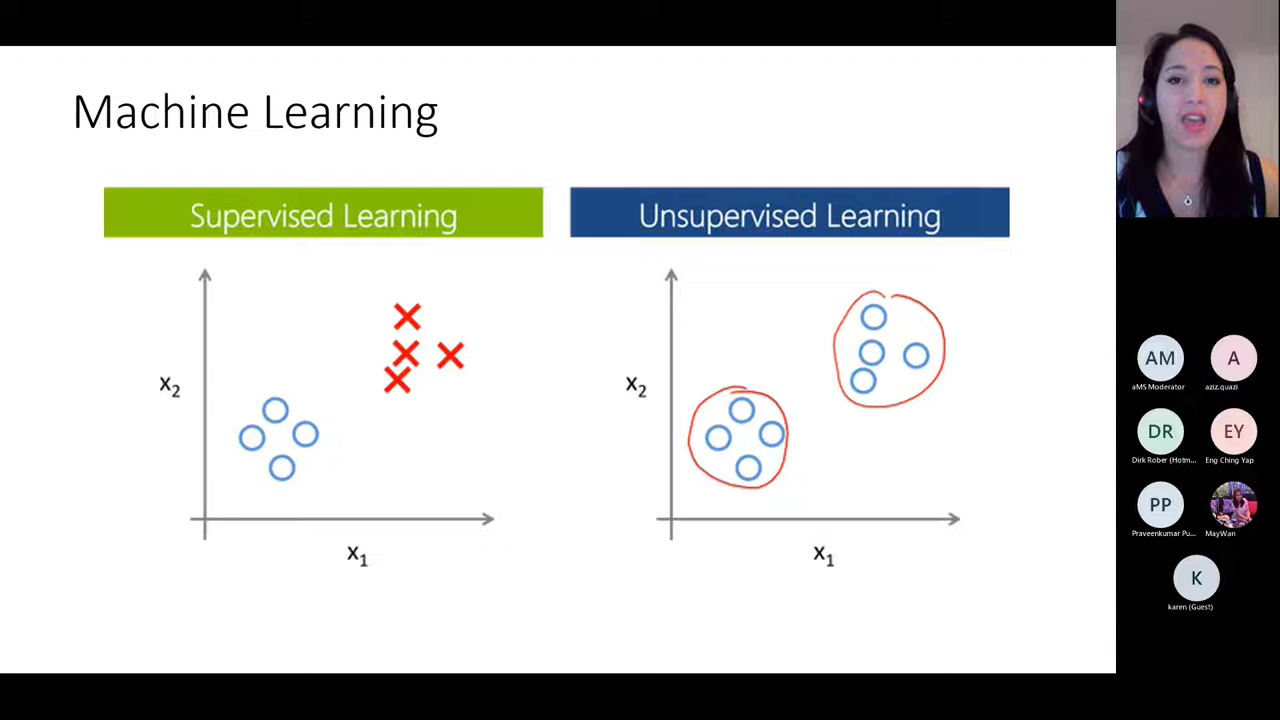 Machine Learning
Supervised Learning
Unsupervised Learning
x₂
x₁
x₂
x₁
AM
aMS Moderator
A
aziz.quazi
DR
Dirk Rober (Hotm...
EY
Eng Ching Yap
PP
Praveenkumar Pu...
MayWan
K
karen (Guest)